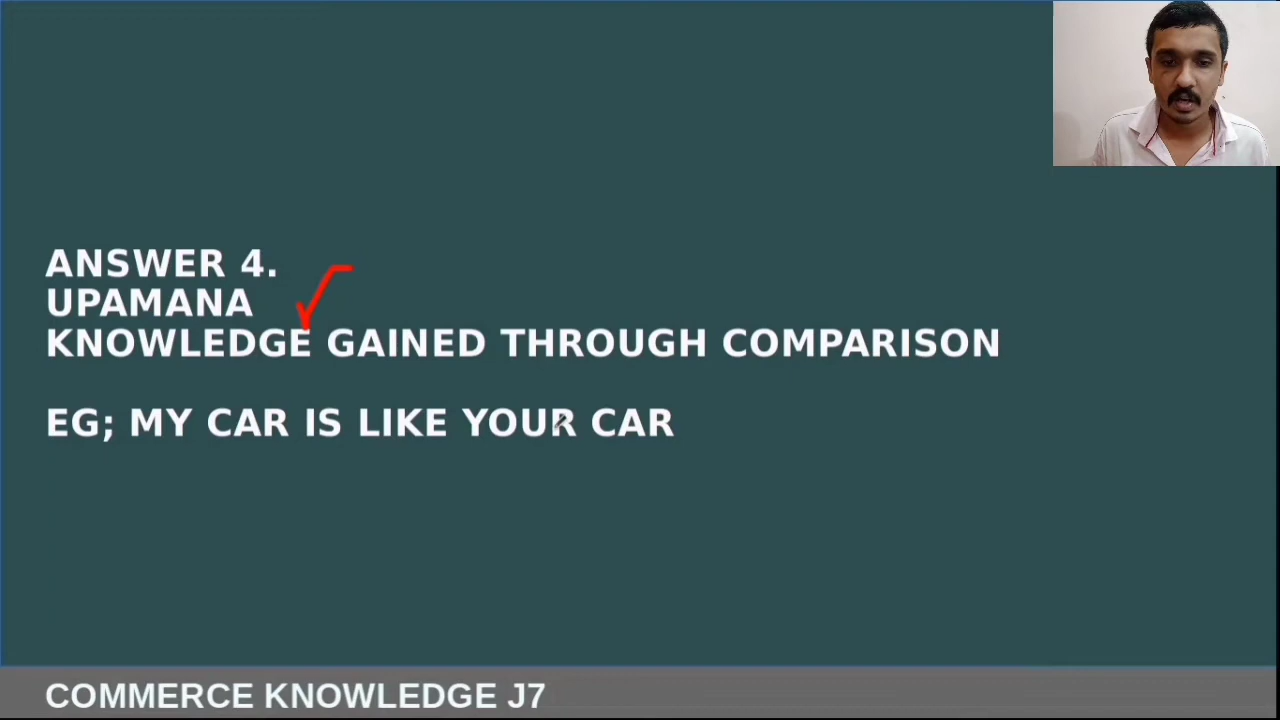 ANSWER 4.
UPAMANA
KNOWLEDGE GAINED THROUGH COMPARISON
EG; MY CAR IS LIKE YOUR CAR
COMMERCE KNOWLEDGE J7